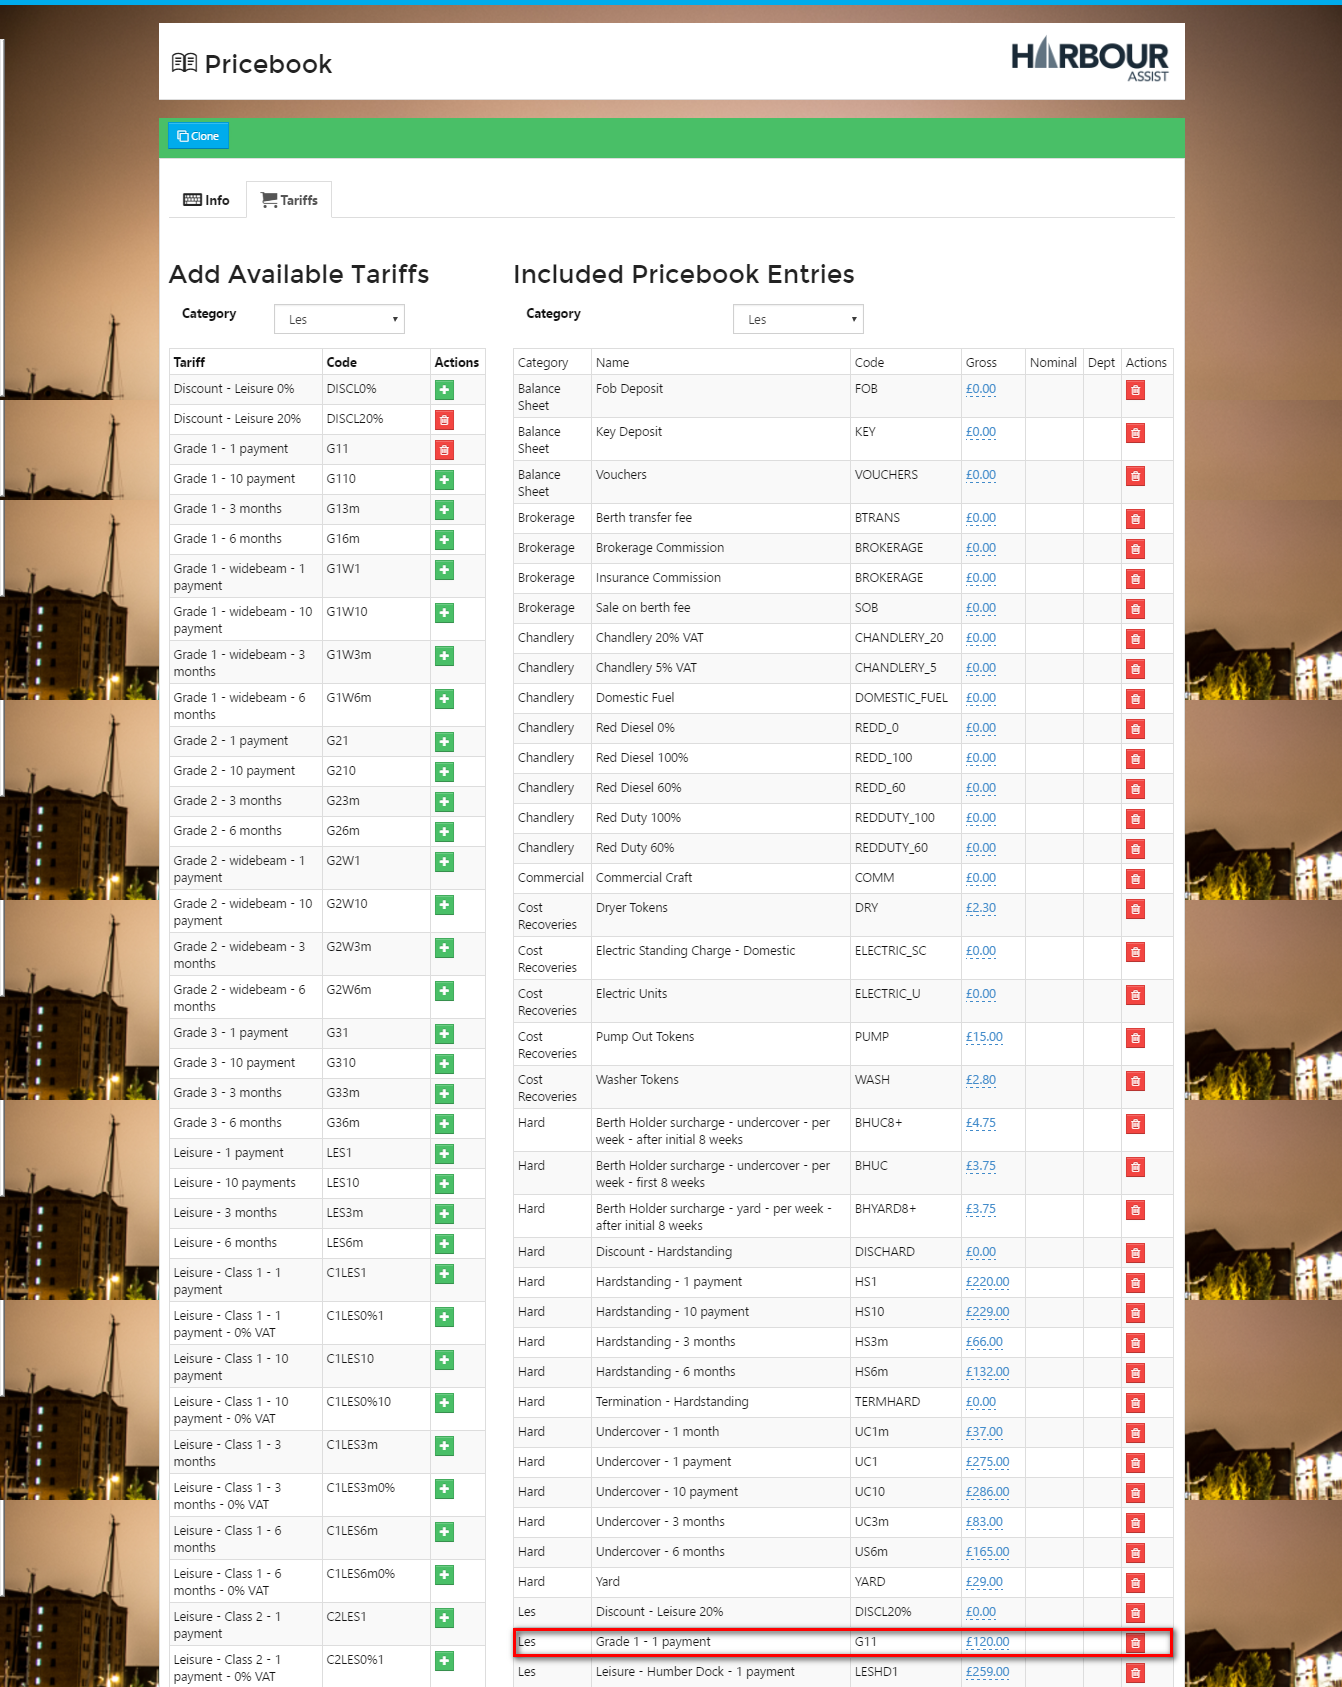 Pricebook
HARBOUR
ASSIST
Clone
Info
Tariffs
Add Available Tariffs
Category
Les
Tariff Code Actions
Discount - Leisure 0% DISCL0%
Discount - Leisure 20% DISCL20%
Grade 1 - 1 payment G11
Grade 1 - 10 payment G110
Grade 1 - 3 months G13m
Grade 1 - 6 months G16m
Grade 1 - widebeam - 1 G1W1
payment
Grade 1 - widebeam - 10 G1W10
payment
Grade 1 - widebeam - 3 G1W3m
months
Grade 1 - widebeam - 6 G1W6m
months
Grade 2 - 1 payment G21
Grade 2 - 10 payment G210
Grade 2 - 3 months G23m
Grade 2 - 6 months G26m
Grade 2 - widebeam - 1 G2W1
payment
Grade 2 - widebeam - 10 G2W10
payment
Grade 2 - widebeam - 3 G2W3m
months
Grade 2 - widebeam - 6 G2W6m
months
Grade 3 - 1 payment G31
Grade 3 - 10 payment G310
Grade 3 - 3 months G33m
Grade 3 - 6 months G36m
Leisure - 1 payment LES1
Leisure - 10 payments LES10
Leisure - 3 months LES3m
Leisure - 6 months LES6m
Leisure - Class 1 - 1 C1LES1
payment
Leisure - Class 1 - 1 C1LES0%1
payment - 0% VAT
Leisure - Class 1 - 10 C1LES10
payment
Leisure - Class 1 - 10 C1LES0%10
payment - 0% VAT
Leisure - Class 1 - 3 C1LES3m
months
Leisure - Class 1 - 3 C1LES3m0%
months - 0% VAT
Leisure - Class 1 - 6 C1LES6m
months
Leisure - Class 1 - 6 C1LES6m0%
months - 0% VAT
Leisure - Class 2 - 1 C2LES1
payment
Leisure - Class 2 - 1 C2LES0%1
payment - 0% VAT
Included Pricebook Entries
Category
Les
Category Name Code Gross Nominal Dept Actions
Balance Fob Deposit FOB £0.00
Sheet
Balance Key Deposit KEY £0.00
Sheet
Balance Vouchers VOUCHERS £0.00
Sheet
Brokerage Berth transfer fee BTRANS £0.00
Brokerage Brokerage Commission BROKERAGE £0.00
Brokerage Insurance Commission BROKERAGE £0.00
Brokerage Sale on berth fee SOB £0.00
Chandlery Chandlery 20% VAT CHANDLERY_20 £0.00
Chandlery Chandlery 5% VAT CHANDLERY_5 £0.00
Chandlery Domestic Fuel DOMESTIC_FUEL £0.00
Chandlery Red Diesel 0% REDD_0 £0.00
Chandlery Red Diesel 100% REDD_100 £0.00
Chandlery Red Diesel 60% REDD_60 £0.00
Chandlery Red Duty 100% REDDUTY_100 £0.00
Chandlery Red Duty 60% REDDUTY_60 £0.00
Commercial Commercial Craft COMM £0.00
Cost Dryer Tokens DRY £2.30
Recoveries
Cost Electric Standing Charge - Domestic ELECTRIC_SC £0.00
Recoveries
Cost Electric Units ELECTRIC_U £0.00
Recoveries
Cost Pump Out Tokens PUMP £15.00
Recoveries
Cost Washer Tokens WASH £2.80
Recoveries
Hard Berth Holder surcharge - undercover - per BHUC8+ £4.75
week - after initial 8 weeks
Hard Berth Holder surcharge - undercover - per BHUC £3.75
week - first 8 weeks
Hard Berth Holder surcharge - yard - per week - BHYARD8+ £3.75
after initial 8 weeks
Hard Discount - Hardstanding DISCHARD £0.00
Hard Hardstanding - 1 payment HS1 £220.00
Hard Hardstanding - 10 payment HS10 £229.00
Hard Hardstanding - 3 months HS3m £66.00
Hard Hardstanding - 6 months HS6m £132.00
Hard Termination - Hardstanding TERMHARD £0.00
Hard Undercover - 1 month UC1m £37.00
Hard Undercover - 1 payment UC1 £275.00
Hard Undercover - 10 payment UC10 £286.00
Hard Undercover - 3 months UC3m £83.00
Hard Undercover - 6 months US6m £165.00
Hard Yard YARD £29.00
Les Discount - Leisure 20% DISCL20% £0.00
Les Grade 1 - 1 payment G11 £120.00
Les Leisure - Humber Dock - 1 payment LESHD1 £259.00